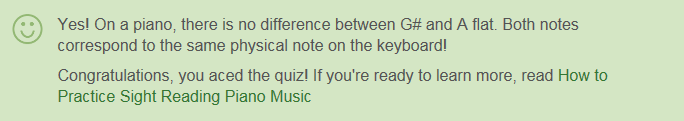 Yes! On a piano, there is no difference between G# and A flat. Both notes
correspond to the same physical note on the keyboard!
Congratulations, you aced the quiz! If you're ready to learn more, read How to
Practice Sight Reading Piano Music